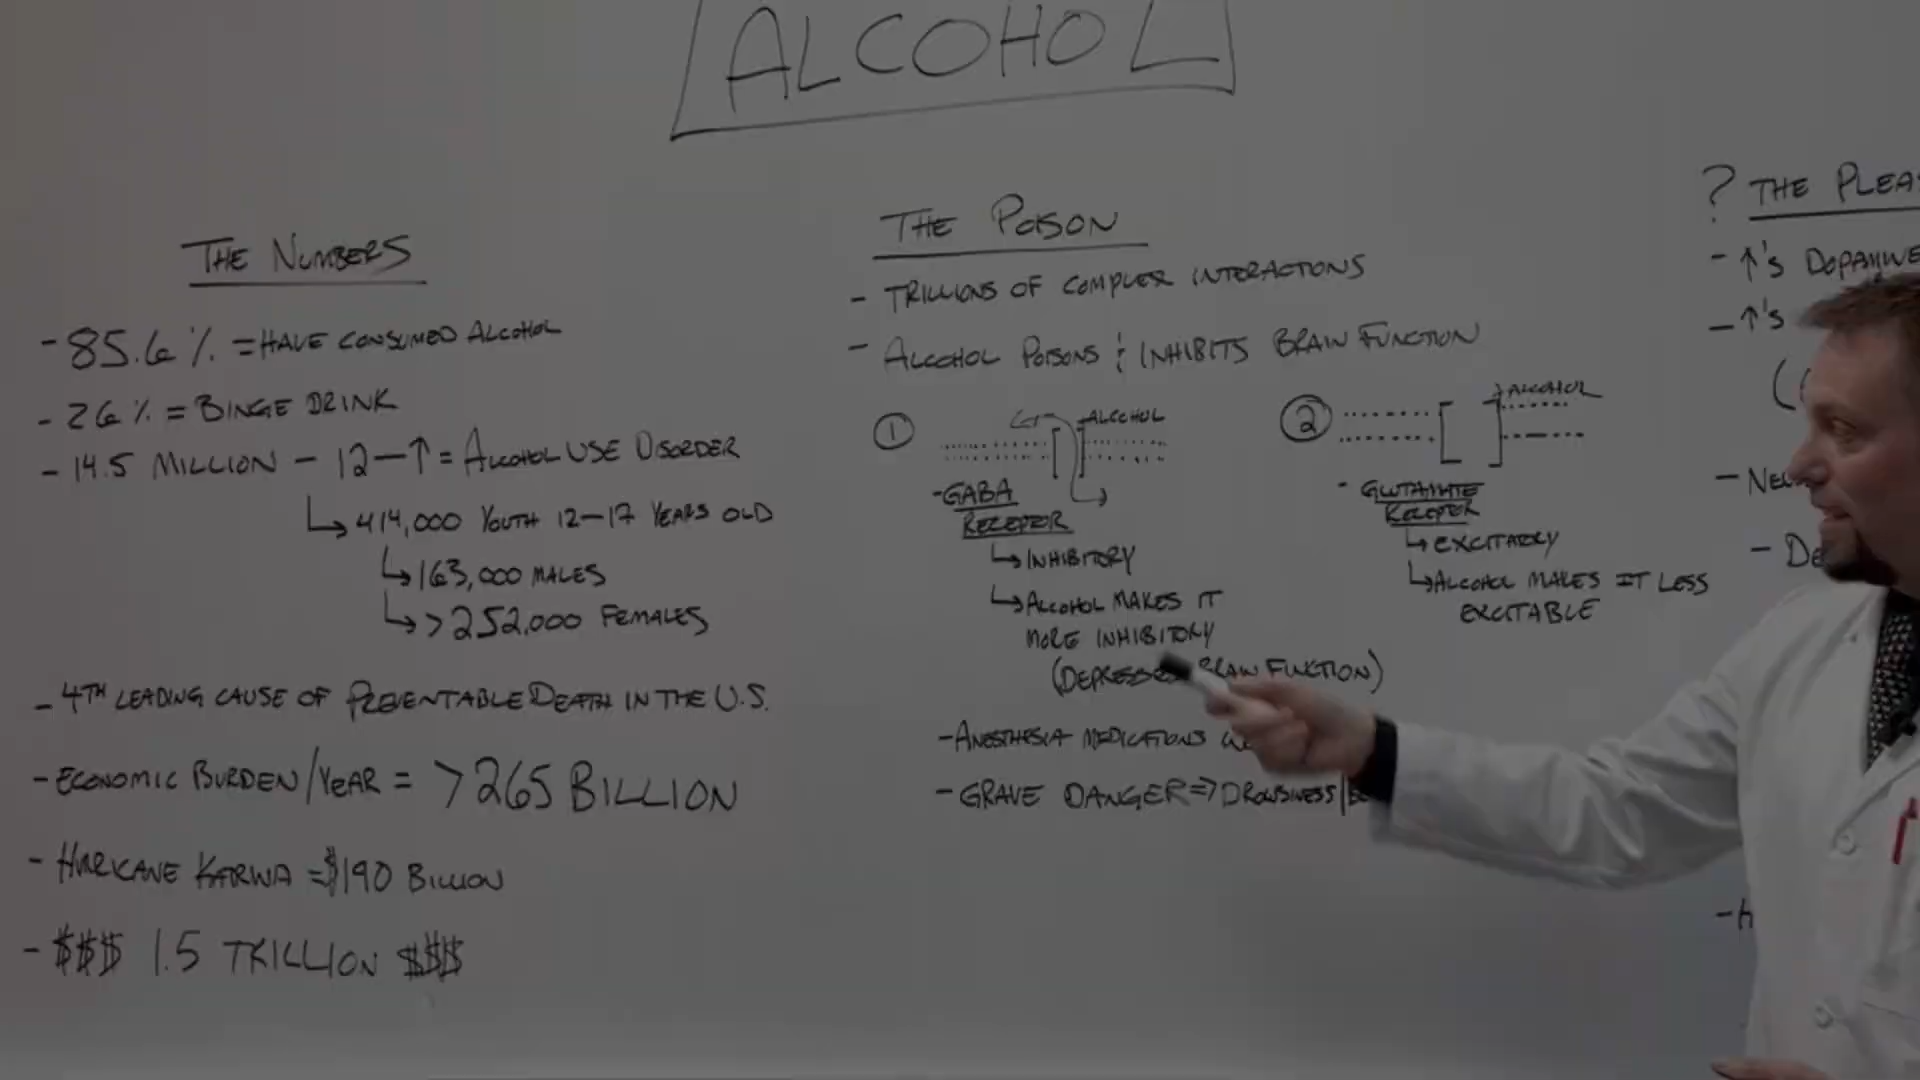 ALCOHOL
THE NUMBERS
- 85.6% = HAVE CONSUMED ALCOHOL
- 26% = BINGE DRINK
- 14.5 MILLION - 12-↑ = ALCOHOL USE DISORDER
↳ 414,000 YOUTH 12-17 YEARS OLD
↳ 163,000 MALES
↳ >252,000 FEMALES
- 4TH LEADING CAUSE OF PREVENTABLE DEATH IN THE U.S.
- ECONOMIC BURDEN/YEAR = >265 BILLION
- HURICANE KATRINA = $190 BILLION
- $$$ 1.5 TRILLION $$$
THE POISON
- TRILLIONS OF COMPLEX INTERACTIONS
- ALCOHOL POISONS & INHIBITS BRAIN FUNCTION
① Cl- ALCOHOL
- GABA
RECEPTOR
↳ INHIBITORY
↳ ALCOHOL MAKES IT
MORE INHIBITORY
(DEPRESSES BRAIN FUNCTION)
② ALCOHOL
- GLUTAMATE
RECEPTOR
↳ EXCITATORY
↳ ALCOHOL MAKES IT LESS
EXCITABLE
- ANESTHESIA MEDICATIONS
- GRAVE DANGER => DROWSINESS/
? THE PLEA
- ↑'s DOPAMINE
- ↑'s